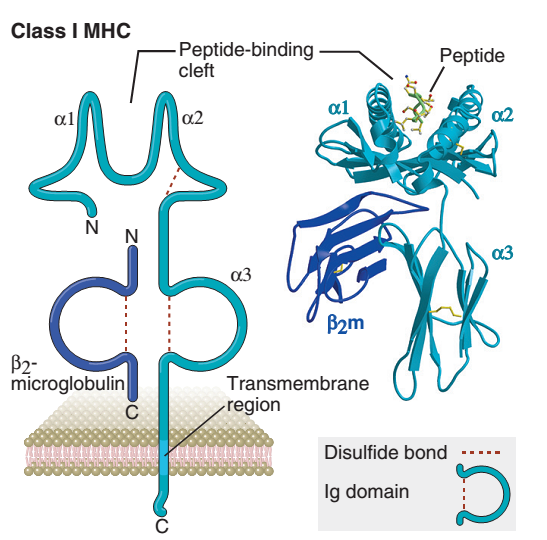 Class I MHC
Peptide-binding
cleft
Peptide
α1
α2
α1
α2
N
N
α3
α3
β2m
β2-
microglobulin
Transmembrane
region
C
C
Disulfide bond
Ig domain